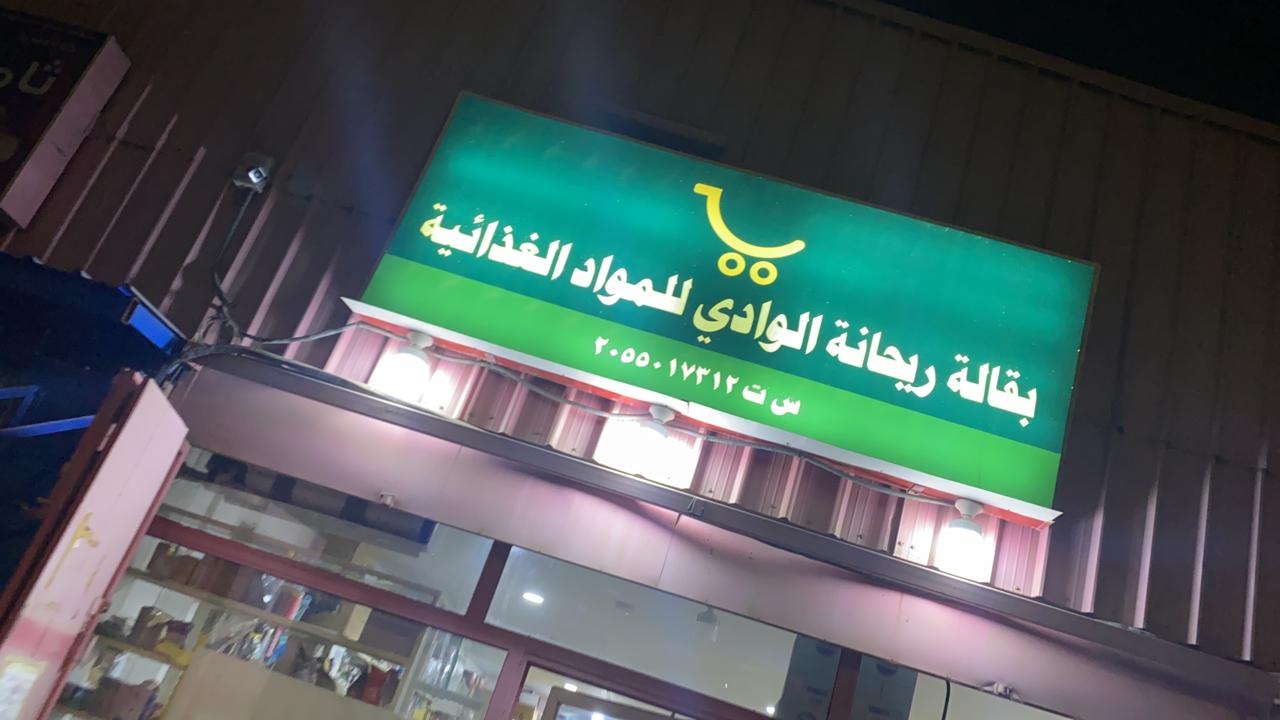 بقالة ريحانة الوادي للمواد الغذائية
س ت ٢٠٥٥٠١٧٣١٢